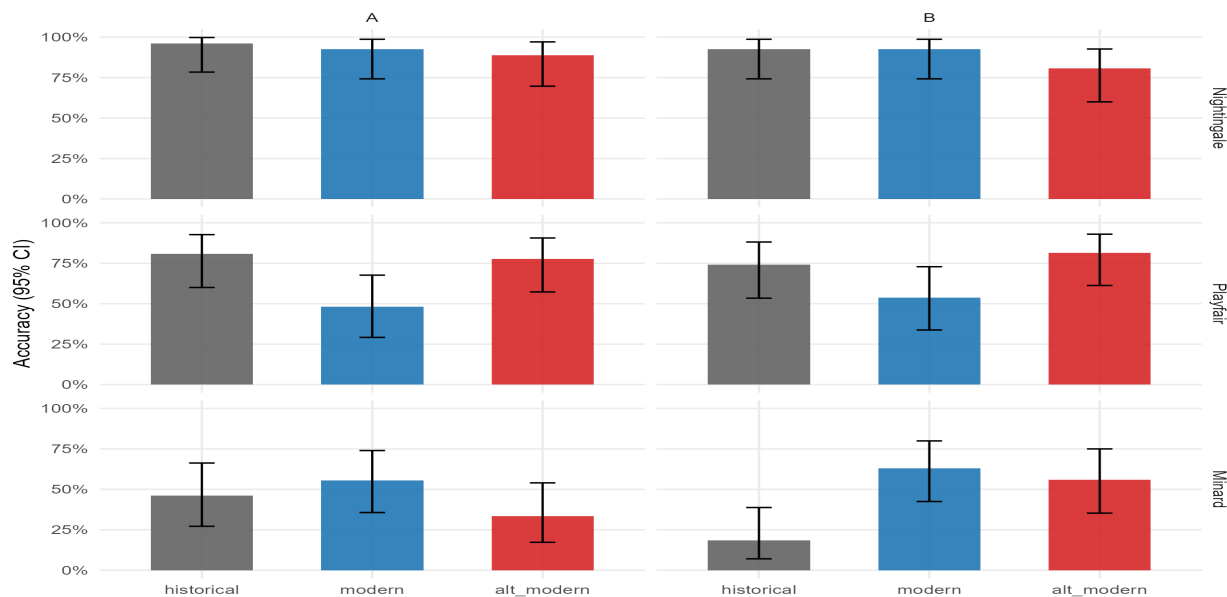 A B
100%
75%
50%
25%
0%
Nightingale
100%
75%
50%
25%
0%
Playfair
100%
75%
50%
25%
0%
Minard
Accuracy (95% CI)
historical modern alt_modern historical modern alt_modern